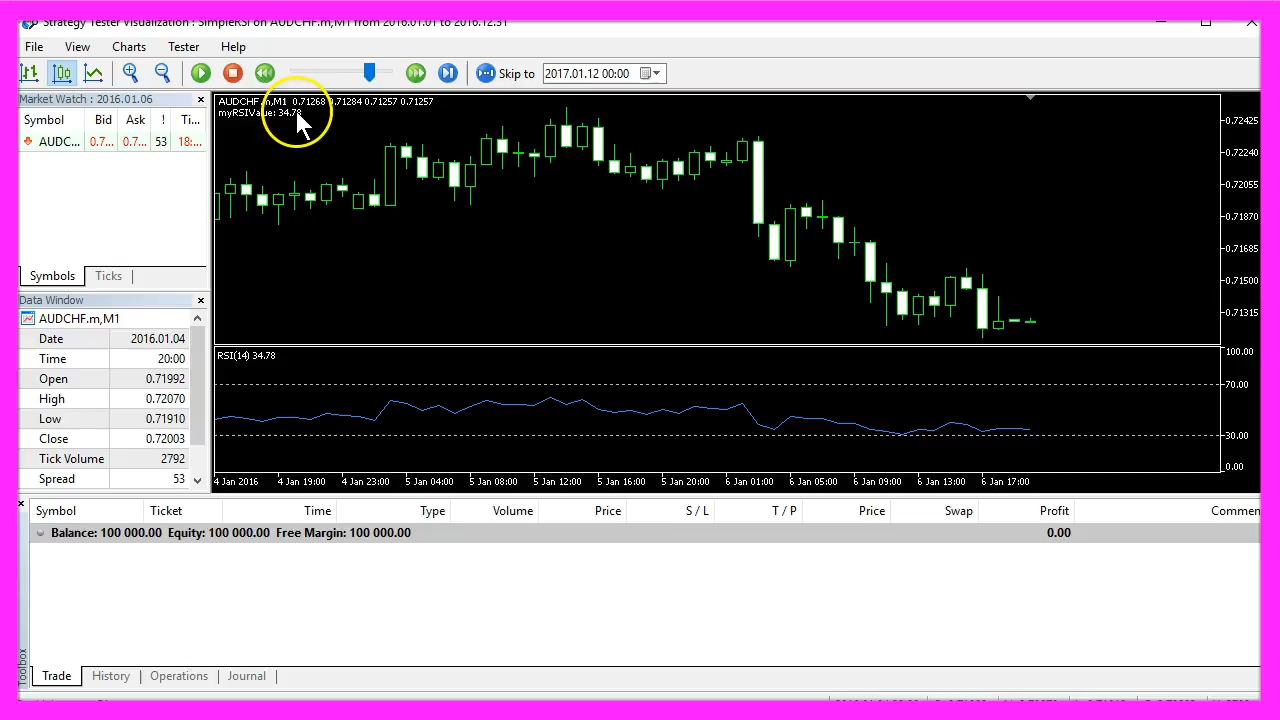 Strategy Tester Visualization : SimpleRSI on AUDCHF.m,M1 from 2016.01.01 to 2016.12.31
File View Charts Tester Help
Skip to 2017.01.12 00:00
Market Watch : 2016.01.06
Symbol Bid Ask ! Ti...
AUDC... 0.7... 0.7... 53 18:...
Symbols Ticks
Data Window
AUDCHF.m,M1
Date 2016.01.04
Time 20:00
Open 0.71992
High 0.72070
Low 0.71910
Close 0.72003
Tick Volume 2792
Spread 53
AUDCHF.m,M1 0.71268 0.71284 0.71257 0.71257
myRSIValue: 34.78
0.72425
0.72240
0.72055
0.71870
0.71685
0.71500
0.71315
RSI(14) 34.78
100.00
70.00
30.00
0.00
4 Jan 2016 4 Jan 19:00 4 Jan 23:00 5 Jan 04:00 5 Jan 08:00 5 Jan 12:00 5 Jan 16:00 5 Jan 20:00 6 Jan 01:00 6 Jan 05:00 6 Jan 09:00 6 Jan 13:00 6 Jan 17:00
Symbol Ticket Time Type Volume Price S / L T / P Price Swap Profit Commen
Balance: 100 000.00 Equity: 100 000.00 Free Margin: 100 000.00 0.00
Toolbox
Trade History Operations Journal